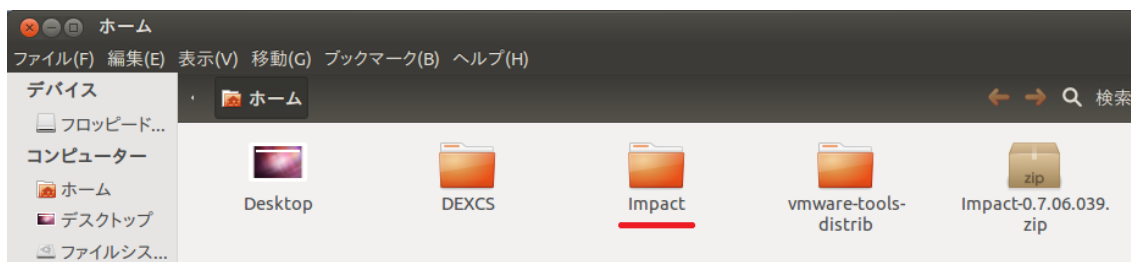 ホーム
ファイル(F) 編集(E) 表示(V) 移動(G) ブックマーク(B) ヘルプ(H)
デバイス
フロッピード...
コンピューター
ホーム
デスクトップ
ファイルシス...
ホーム
検索
Desktop
DEXCS
Impact
vmware-tools-
distrib
zip
Impact-0.7.06.039.
zip